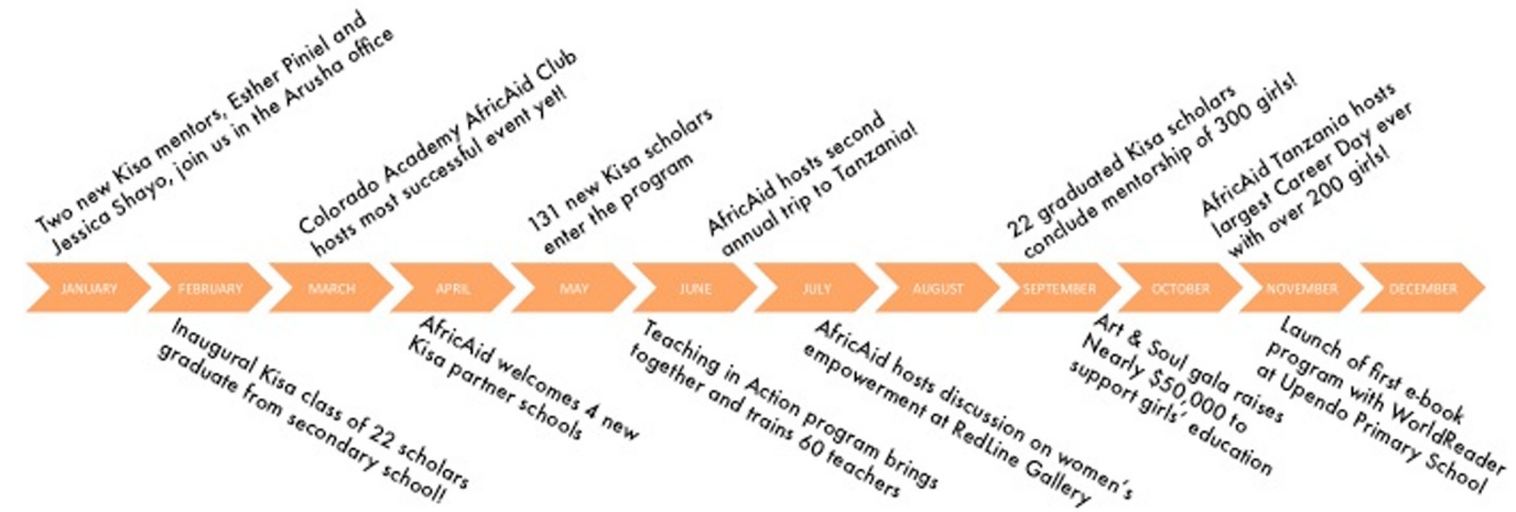 Two new Kisa mentors, Esther Piniel and
Jessica Shayo, join us in the Arusha office
Colorado Academy AfricAid Club
hosts most successful event yet!
131 new Kisa scholars
enter the program
AfricAid hosts second
annual trip to Tanzania!
22 graduated Kisa scholars
conclude mentorship of 300 girls!
AfricAid Tanzania hosts
largest Career Day ever
with over 200 girls!
JANUARY
FEBRUARY
MARCH
APRIL
MAY
JUNE
JULY
AUGUST
SEPTEMBER
OCTOBER
NOVEMBER
DECEMBER
Inaugural Kisa class of 22 scholars
graduate from secondary school!
AfricAid welcomes 4 new
Kisa partner schools
Teaching in Action program brings
together and trains 60 teachers
AfricAid hosts discussion on women's
empowerment at RedLine Gallery
Art & Soul gala raises
Nearly $50,000 to
support girls' education
Launch of first e-book
program with WorldReader
at Upendo Primary School